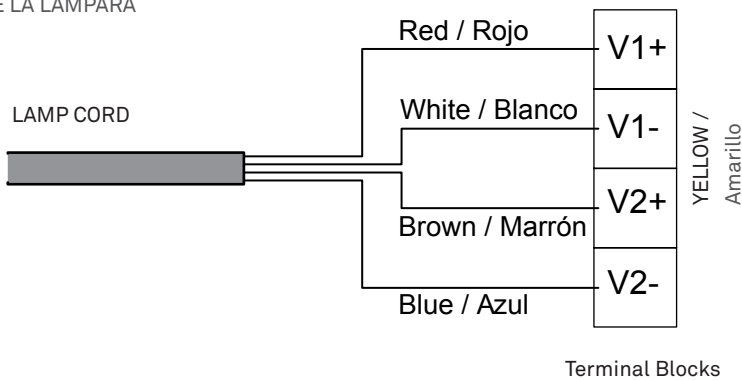 LA LÁMPARA
LAMP CORD
Red / Rojo
White / Blanco
Brown / Marrón
Blue / Azul
V1+
V1-
V2+
V2-
YELLOW /
Amarillo
Terminal Blocks